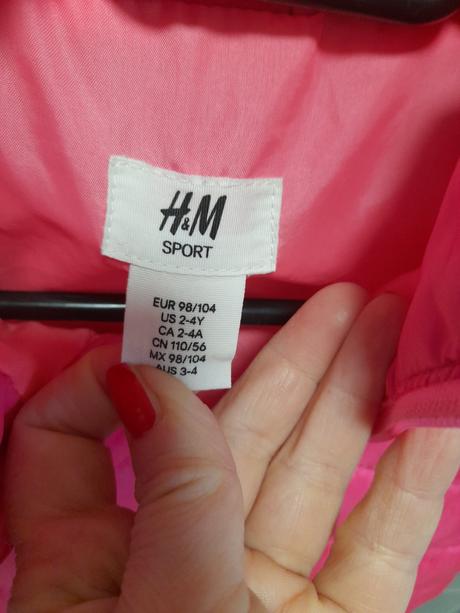 H&M
SPORT
EUR 98/104
US 2-4Y
CA 2-4A
CN 110/56
MX 98/104
AUS 3-4